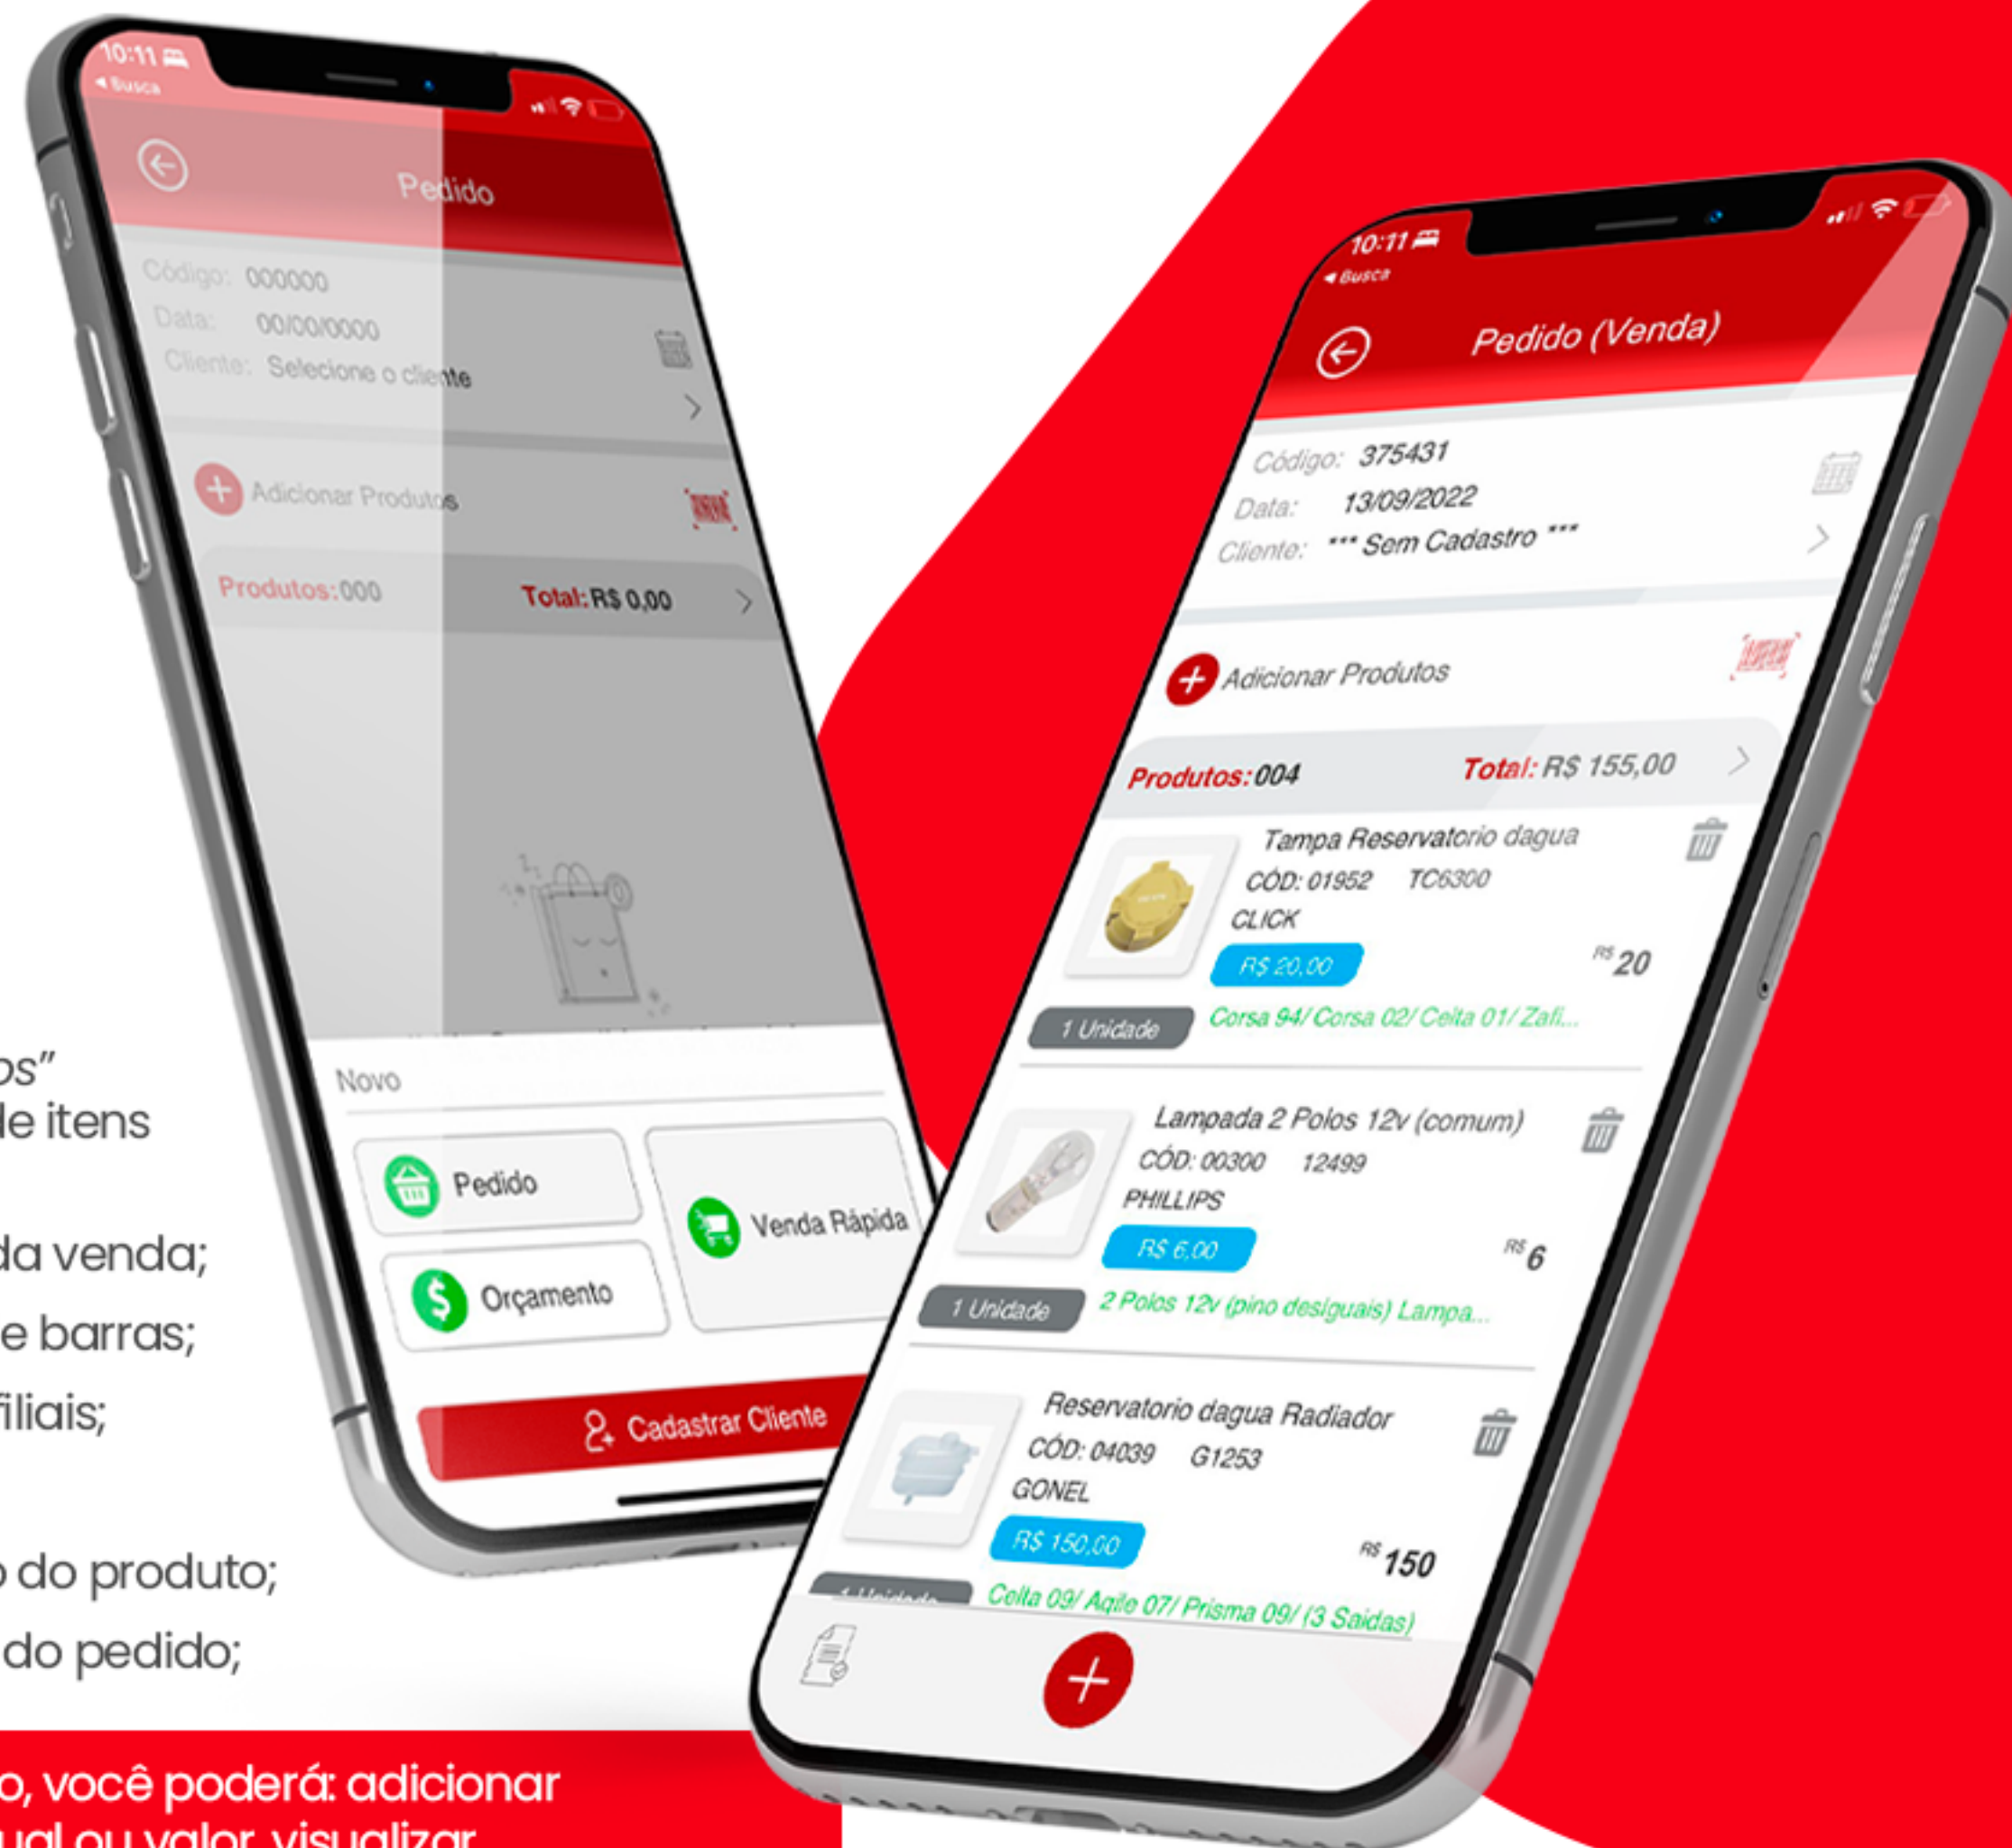 10:11
Busca
Pedido
Código: 000000
Data: 00/00/0000
Cliente: Selecione o cliente
Adicionar Produtos
Produtos:000 Total: R$ 0,00
Novo
Pedido
Venda Rápida
Orçamento
Cadastrar Cliente
10:11
Busca
Pedido (Venda)
Código: 375431
Data: 13/09/2022
Cliente: *** Sem Cadastro ***
Adicionar Produtos
Produtos:004 Total: R$ 155,00
Tampa Reservatorio dagua
CÓD: 01952 TC6300
CLICK
R$ 20,00 R$ 20
1 Unidade Corsa 94/ Corsa 02/ Celta 01/ Zafi...
Lampada 2 Polos 12v (comum)
CÓD: 00300 12499
PHILLIPS
R$ 6,00 R$ 6
1 Unidade 2 Polos 12v (pino desiguais) Lampa...
Reservatorio dagua Radiador
CÓD: 04039 G1253
GONEL
R$ 150,00 R$ 150
1 Unidade Celta 09/ Agile 07/ Prisma 09/ (3 Saidas)
os”
de itens
da venda;
e barras;
filiais;
o do produto;
do pedido;
o, você poderá: adicionar
ual ou valor, visualizar